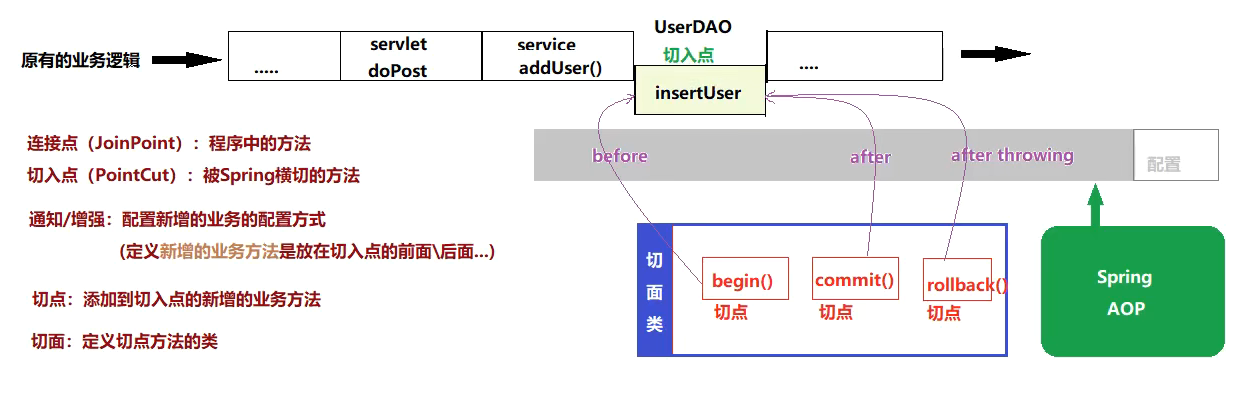 原有的业务逻辑
.....
servlet
doPost
service
addUser()
UserDAO
切入点
insertUser
....
连接点（JoinPoint）：程序中的方法
切入点（PointCut）：被Spring横切的方法
通知/增强：配置新增的业务的配置方式
(定义新增的业务方法是放在切入点的前面\后面...)
切点：添加到切入点的新增的业务方法
切面：定义切点方法的类
before
after
after throwing
配置
切面类
begin()
切点
commit()
切点
rollback()
切点
Spring
AOP